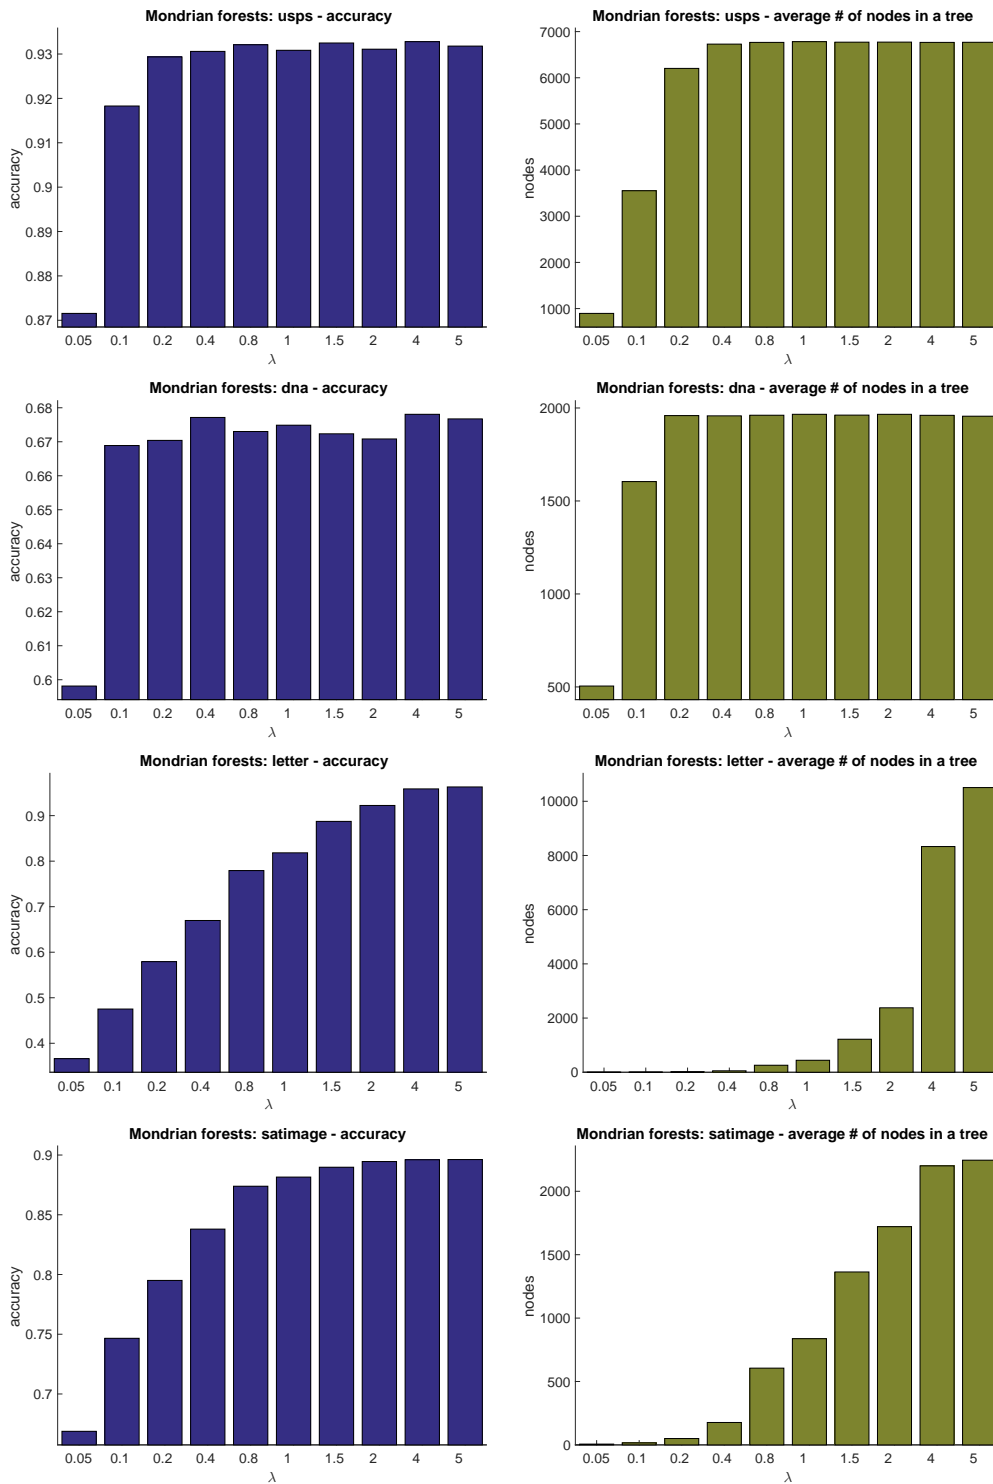 Mondrian forests: usps - accuracy
0.93
0.92
0.91
0.9
0.89
0.88
0.87
accuracy
0.05 0.1 0.2 0.4 0.8 1 1.5 2 4 5
λ
Mondrian forests: usps - average # of nodes in a tree
7000
6000
5000
4000
3000
2000
1000
nodes
0.05 0.1 0.2 0.4 0.8 1 1.5 2 4 5
λ
Mondrian forests: dna - accuracy
0.68
0.67
0.66
0.65
0.64
0.63
0.62
0.61
0.6
accuracy
0.05 0.1 0.2 0.4 0.8 1 1.5 2 4 5
λ
Mondrian forests: dna - average # of nodes in a tree
2000
1500
1000
500
nodes
0.05 0.1 0.2 0.4 0.8 1 1.5 2 4 5
λ
Mondrian forests: letter - accuracy
0.9
0.8
0.7
0.6
0.5
0.4
accuracy
0.05 0.1 0.2 0.4 0.8 1 1.5 2 4 5
λ
Mondrian forests: letter - average # of nodes in a tree
10000
8000
6000
4000
2000
0
nodes
0.05 0.1 0.2 0.4 0.8 1 1.5 2 4 5
λ
Mondrian forests: satimage - accuracy
0.9
0.85
0.8
0.75
0.7
accuracy
0.05 0.1 0.2 0.4 0.8 1 1.5 2 4 5
λ
Mondrian forests: satimage - average # of nodes in a tree
2000
1500
1000
500
0
nodes
0.05 0.1 0.2 0.4 0.8 1 1.5 2 4 5
λ